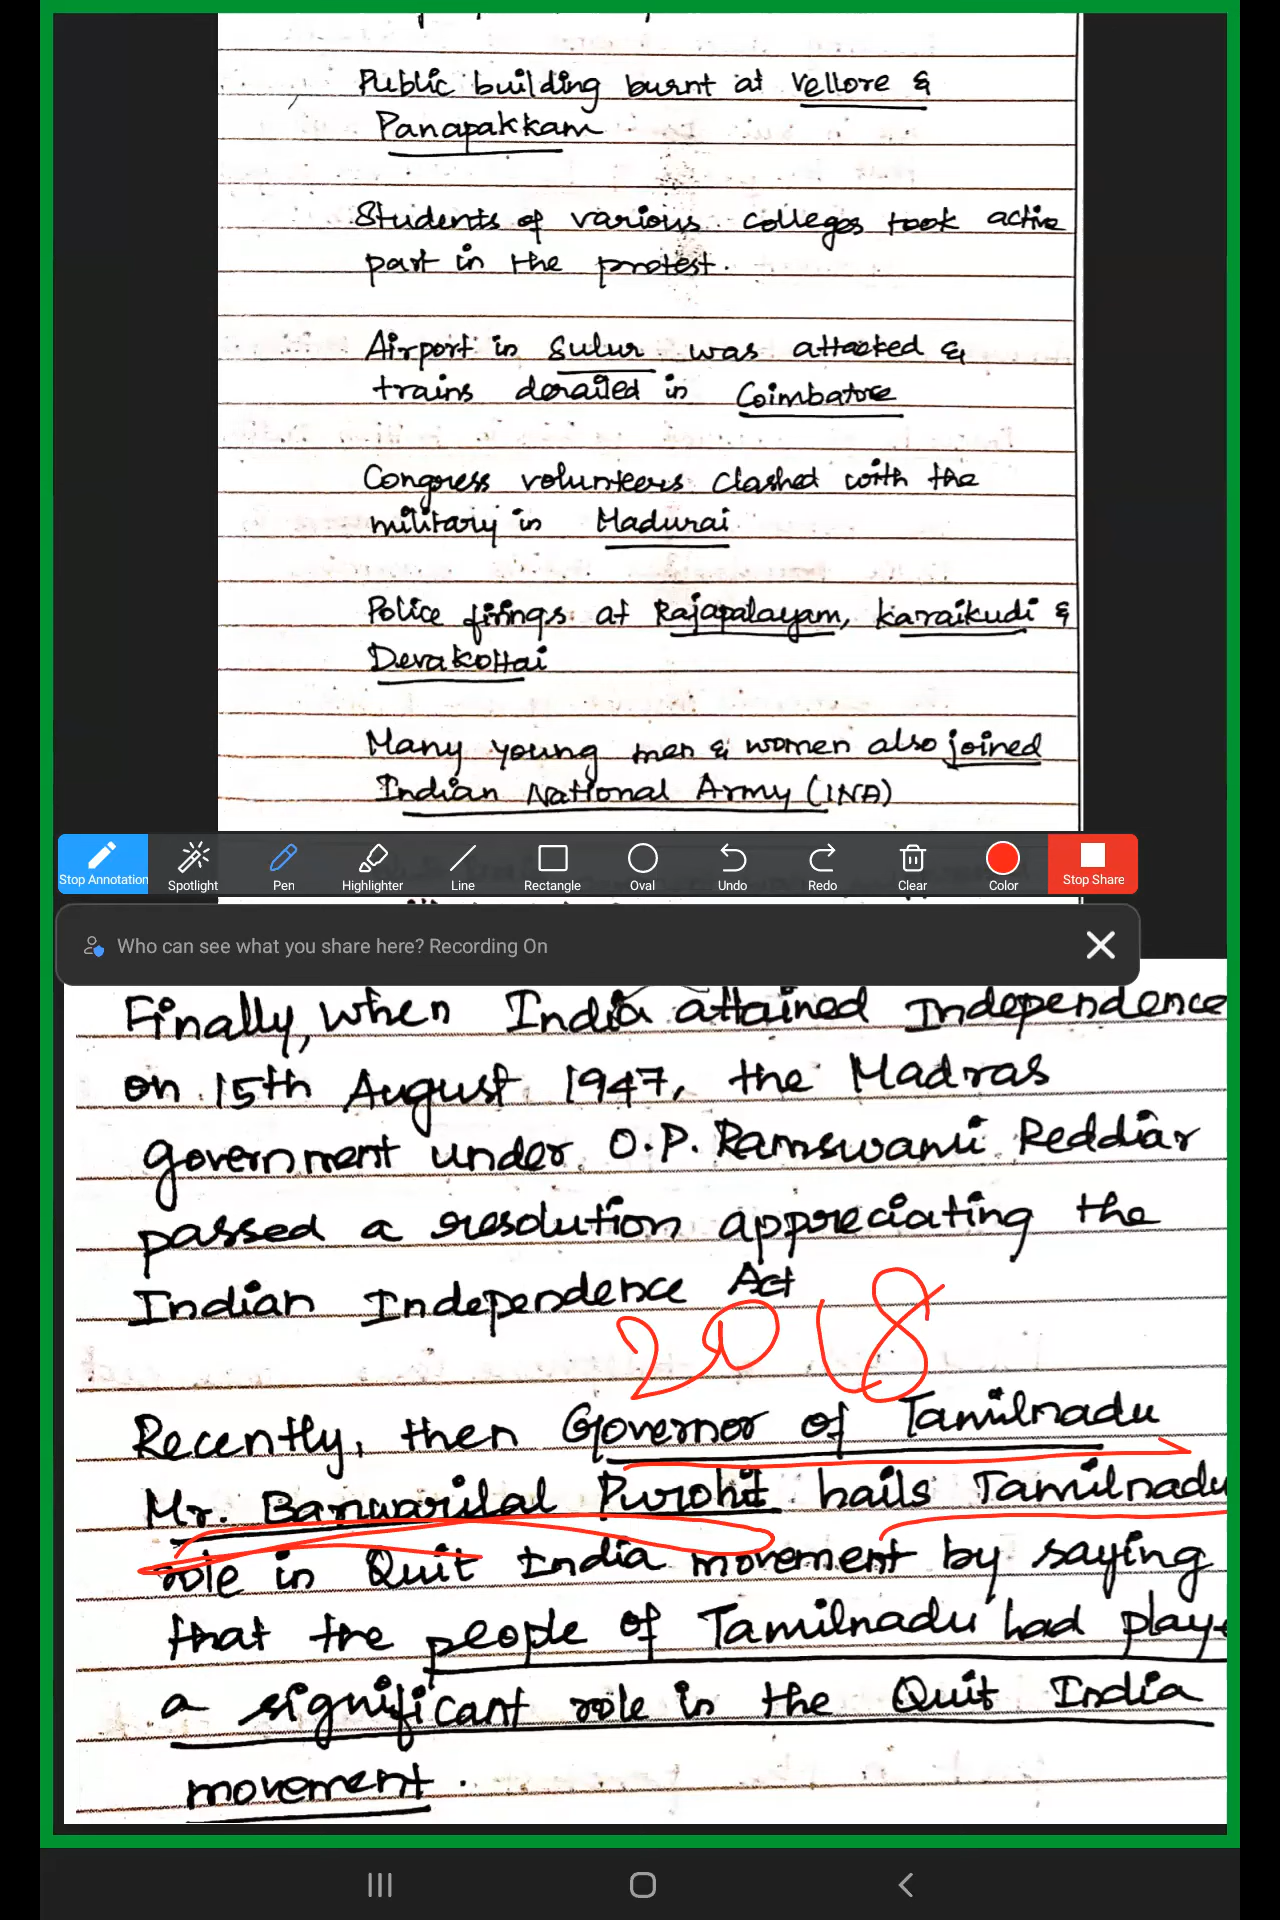 Public building burnt at Vellore &
Panapakkam
Students of various colleges took active
part in the protest.
Airport in Sulur was attacked &
trains derailed in Coimbatore
Congress volunteers clashed with the
military in Madurai
Police firings at Rajapalayam, Karaikudi &
Devakottai
Many young men & women also joined
Indian National Army (INA)
Stop Annotation
Spotlight
Pen
Highlighter
Line
Rectangle
Oval
Undo
Redo
Clear
Color
Stop Share
Who can see what you share here? Recording On
Finally, when India attained Independence
on 15th August 1947, the Madras
government under O.P. Ramswami Reddiar
passed a resolution appreciating the
Indian Independence Act
2018
Recently, then Governor of Tamilnadu
Mr. Banwarilal Purohit hails Tamilnadu
role in Quit India movement by saying
that the people of Tamilnadu had play
a significant role in the Quit India
movement.